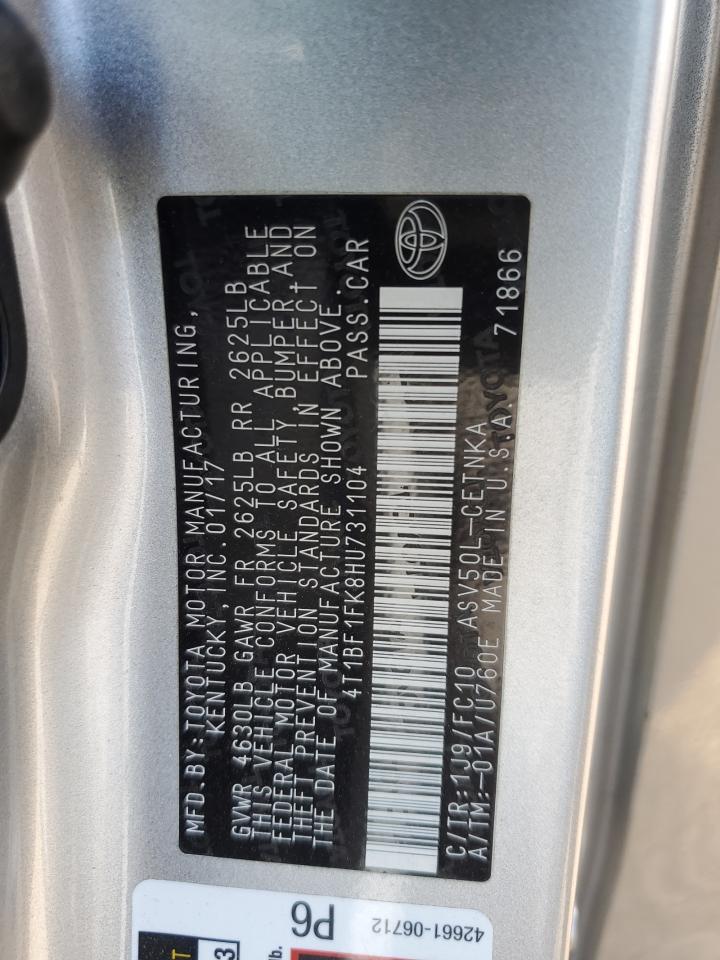 MFD.BY:TOYOTA MOTOR MANUFACTURING,
KENTUCKY, INC. 01/17
GVWR 4630LB GAWR FR 2625LB RR 2625LB
THIS VEHICLE CONFORMS TO ALL APPLICABLE
FEDERAL MOTOR VEHICLE SAFETY, BUMPER, AND
THEFT PREVENTION STANDARDS IN EFFECT ON
THE DATE OF MANUFACTURE SHOWN ABOVE.
4T1BF1FK8HU731104 PASS.CAR
C/TR:1J9/FC10 ASV50L-CETNKA
A/TM:-01A/U760E MADE IN U.S.A. 71866
P6
42661-06712
3
lb.